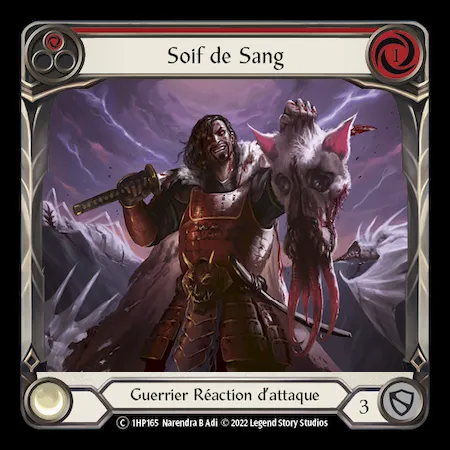 Soif de Sang
1
Guerrier Réaction d'attaque
3
C 1HP165 Narendra B Adi © 2022 Legend Story Studios